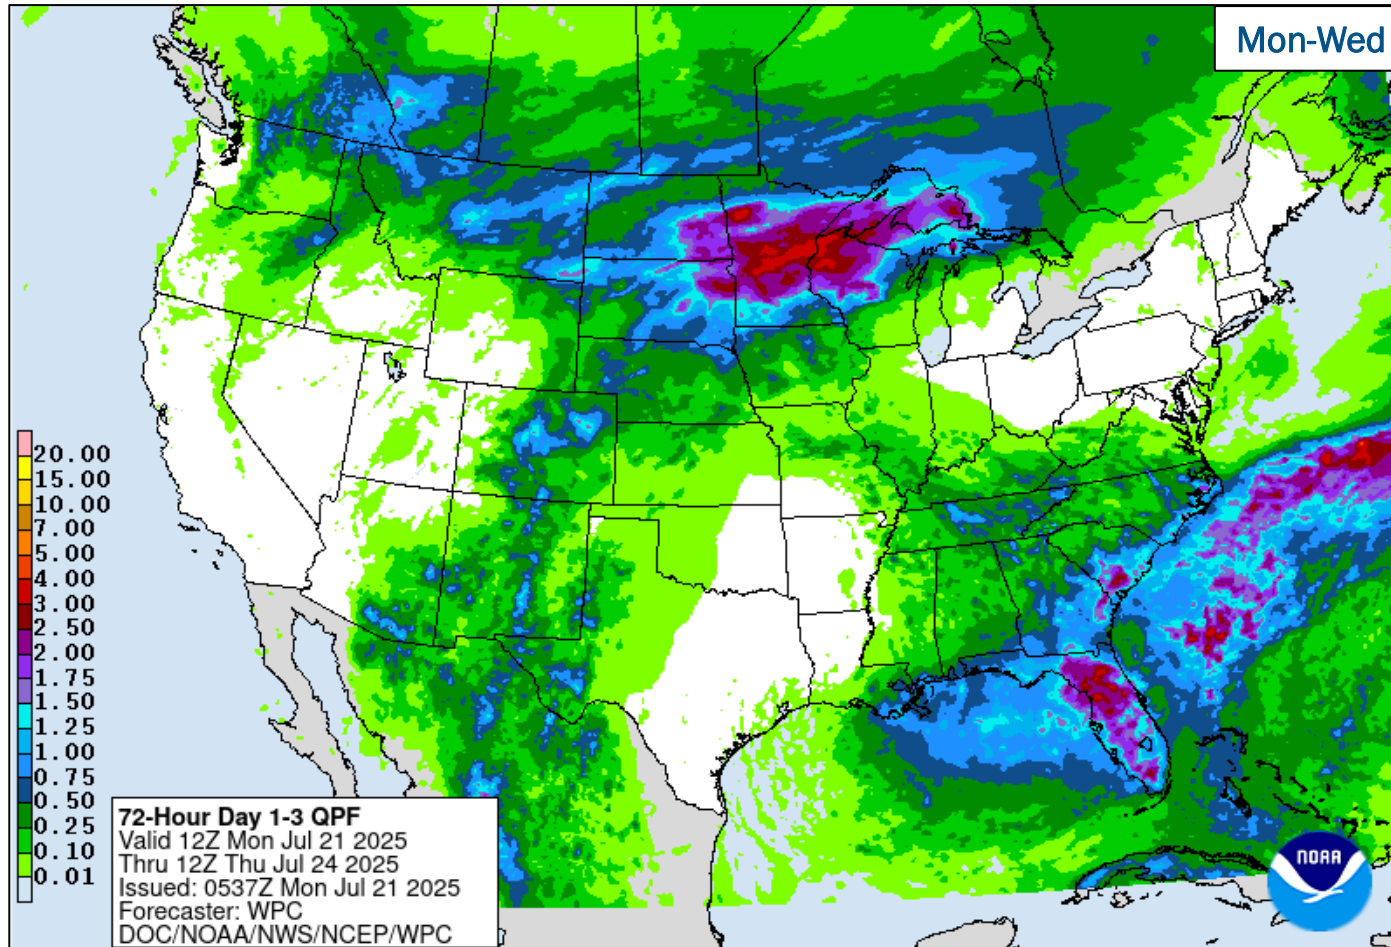 Mon-Wed
20.00
15.00
10.00
7.00
5.00
4.00
3.00
2.50
2.00
1.75
1.50
1.25
1.00
0.75
0.50
0.25
0.10
0.01
72-Hour Day 1-3 QPF
Valid 12Z Mon Jul 21 2025
Thru 12Z Thu Jul 24 2025
Issued: 0537Z Mon Jul 21 2025
Forecaster: WPC
DOC/NOAA/NWS/NCEP/WPC
NOAA